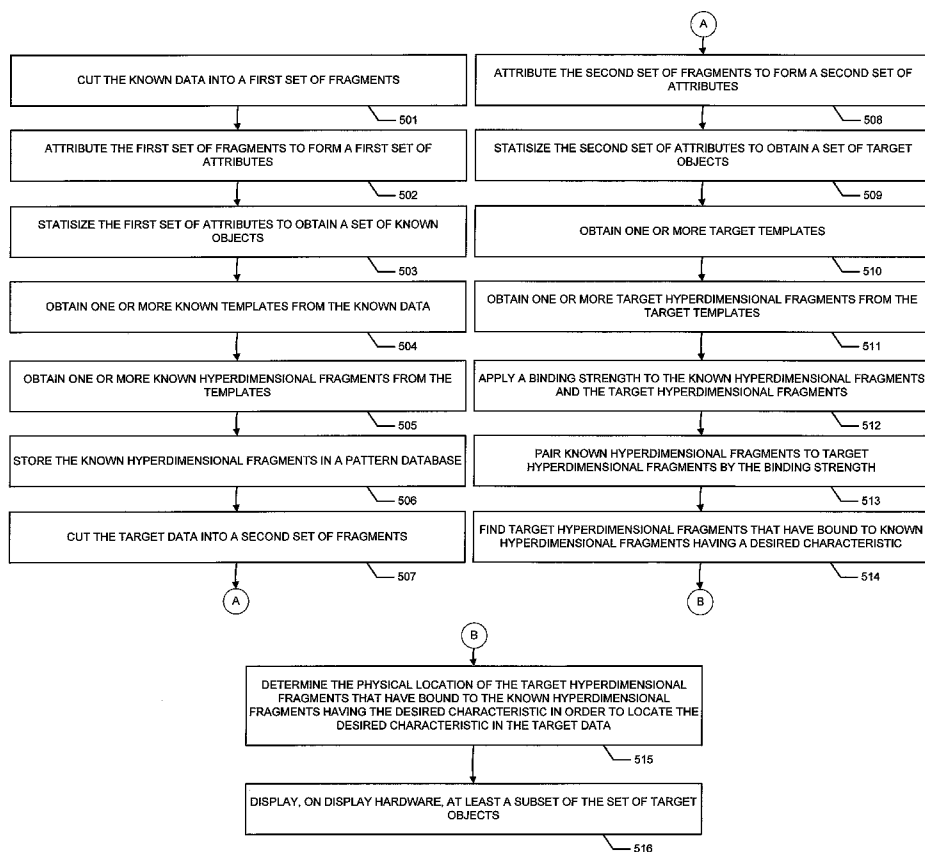 CUT THE KNOWN DATA INTO A FIRST SET OF FRAGMENTS
501
ATTRIBUTE THE FIRST SET OF FRAGMENTS TO FORM A FIRST SET OF
ATTRIBUTES
502
STATISIZE THE FIRST SET OF ATTRIBUTES TO OBTAIN A SET OF KNOWN
OBJECTS
503
OBTAIN ONE OR MORE KNOWN TEMPLATES FROM THE KNOWN DATA
504
OBTAIN ONE OR MORE KNOWN HYPERDIMENSIONAL FRAGMENTS FROM THE
TEMPLATES
505
STORE THE KNOWN HYPERDIMENSIONAL FRAGMENTS IN A PATTERN DATABASE
506
CUT THE TARGET DATA INTO A SECOND SET OF FRAGMENTS
507
A
A
ATTRIBUTE THE SECOND SET OF FRAGMENTS TO FORM A SECOND SET OF
ATTRIBUTES
508
STATISIZE THE SECOND SET OF ATTRIBUTES TO OBTAIN A SET OF TARGET
OBJECTS
509
OBTAIN ONE OR MORE TARGET TEMPLATES
510
OBTAIN ONE OR MORE TARGET HYPERDIMENSIONAL FRAGMENTS FROM THE
TARGET TEMPLATES
511
APPLY A BINDING STRENGTH TO THE KNOWN HYPERDIMENSIONAL FRAGMENTS
AND THE TARGET HYPERDIMENSIONAL FRAGMENTS
512
PAIR KNOWN HYPERDIMENSIONAL FRAGMENTS TO TARGET
HYPERDIMENSIONAL FRAGMENTS BY THE BINDING STRENGTH
513
FIND TARGET HYPERDIMENSIONAL FRAGMENTS THAT HAVE BOUND TO KNOWN
HYPERDIMENSIONAL FRAGMENTS HAVING A DESIRED CHARACTERISTIC
514
B
B
DETERMINE THE PHYSICAL LOCATION OF THE TARGET HYPERDIMENSIONAL
FRAGMENTS THAT HAVE BOUND TO THE KNOWN HYPERDIMENSIONAL
FRAGMENTS HAVING THE DESIRED CHARACTERISTIC IN ORDER TO LOCATE THE
DESIRED CHARACTERISTIC IN THE TARGET DATA
515
DISPLAY, ON DISPLAY HARDWARE, AT LEAST A SUBSET OF THE SET OF TARGET
OBJECTS
516